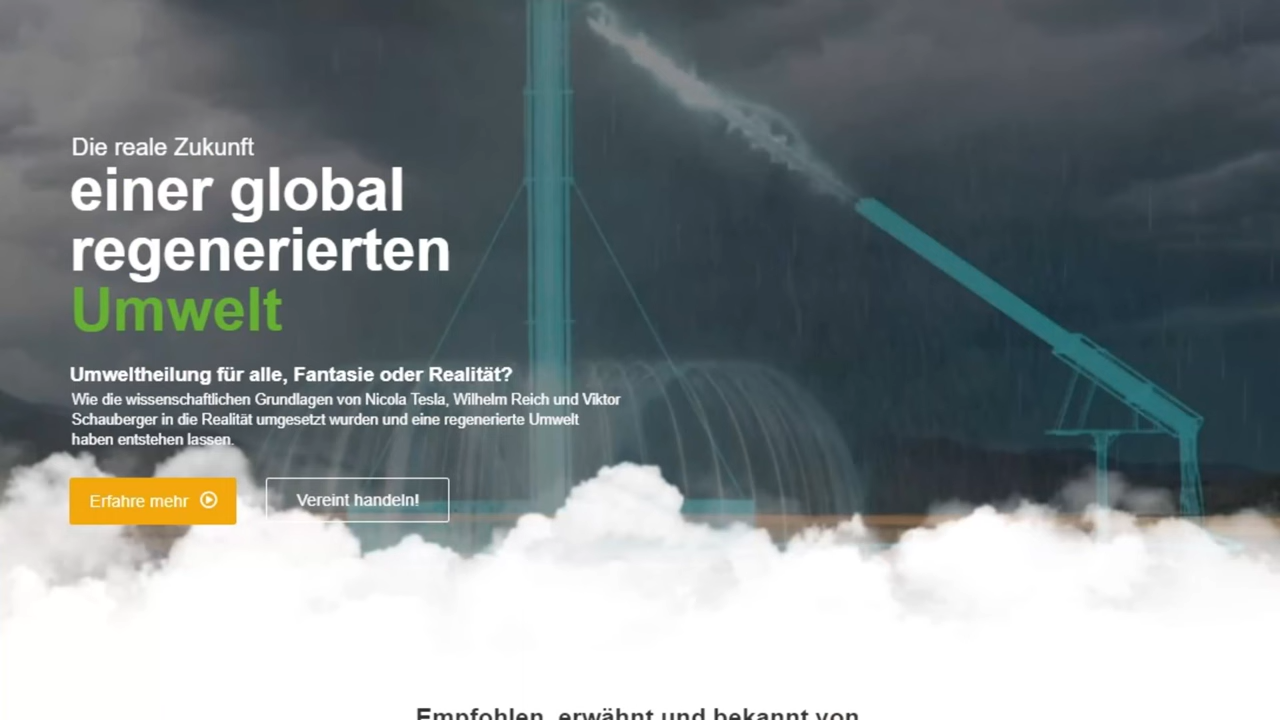 Die reale Zukunft
einer global
regenerierten
Umwelt
Umweltheilung für alle, Fantasie oder Realität?
Wie die wissenschaftlichen Grundlagen von Nicola Tesla, Wilhelm Reich und Viktor
Schauberger in die Realität umgesetzt wurden und eine regenerierte Umwelt
haben entstehen lassen.
Erfahre mehr
Vereint handeln!
Empfohlen, erwähnt und bekannt von